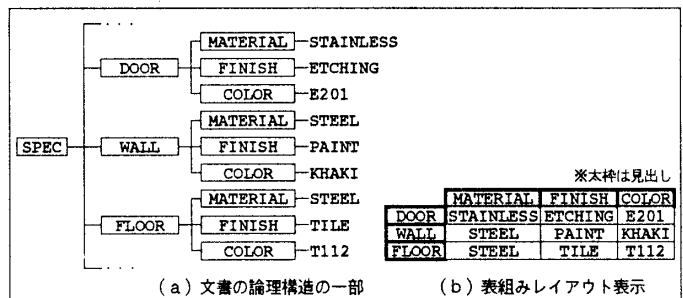 ...
MATERIAL STAINLESS
DOOR FINISH ETCHING
COLOR E201
MATERIAL STEEL
SPEC WALL FINISH PAINT
COLOR KHAKI
MATERIAL STEEL
FLOOR FINISH TILE
COLOR T112
...
(a) 文書の論理構造の一部
※太枠は見出し
MATERIAL FINISH COLOR
DOOR STAINLESS ETCHING E201
WALL STEEL PAINT KHAKI
FLOOR STEEL TILE T112
(b) 表組みレイアウト表示